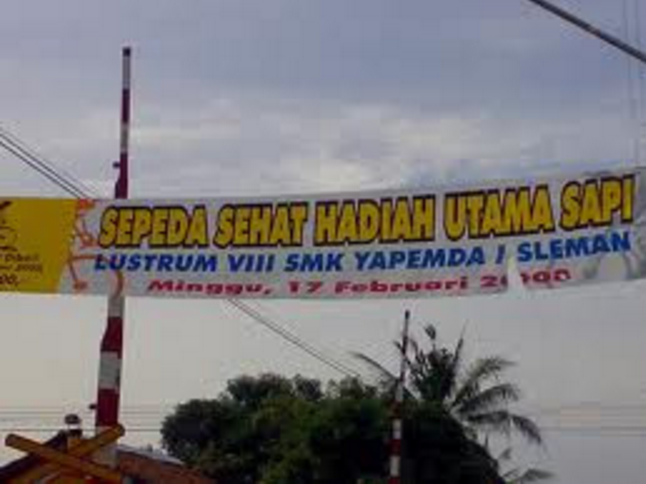 SEPEDA SEHAT HADIAH UTAMA SAPI
LUSTRUM VIII SMK YAPEMDA I SLEMAN
Minggu, 17 Februari